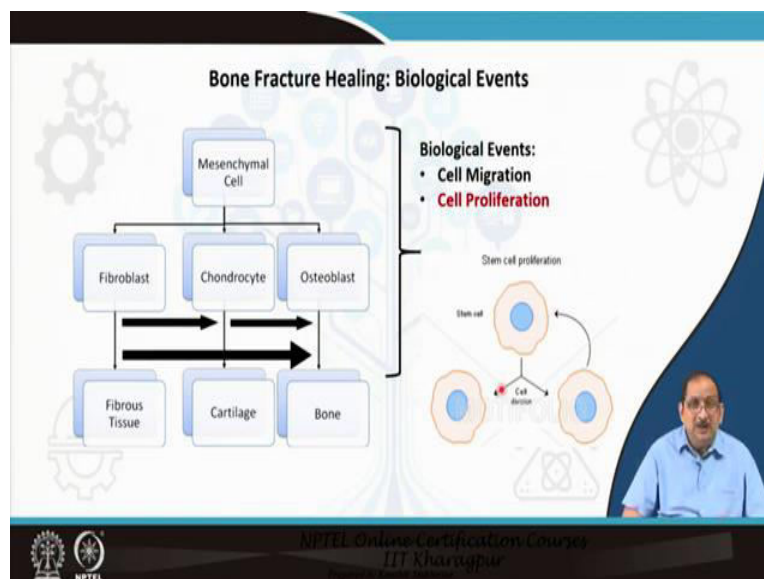 Bone Fracture Healing: Biological Events
Mesenchymal
Cell
Fibroblast
Chondrocyte
Osteoblast
Fibrous
Tissue
Cartilage
Bone
Biological Events:
• Cell Migration
• Cell Proliferation
Stem cell proliferation
Stem cell
Cell
division
NPTEL Online Certification Courses
IIT Kharagpur
NPTEL